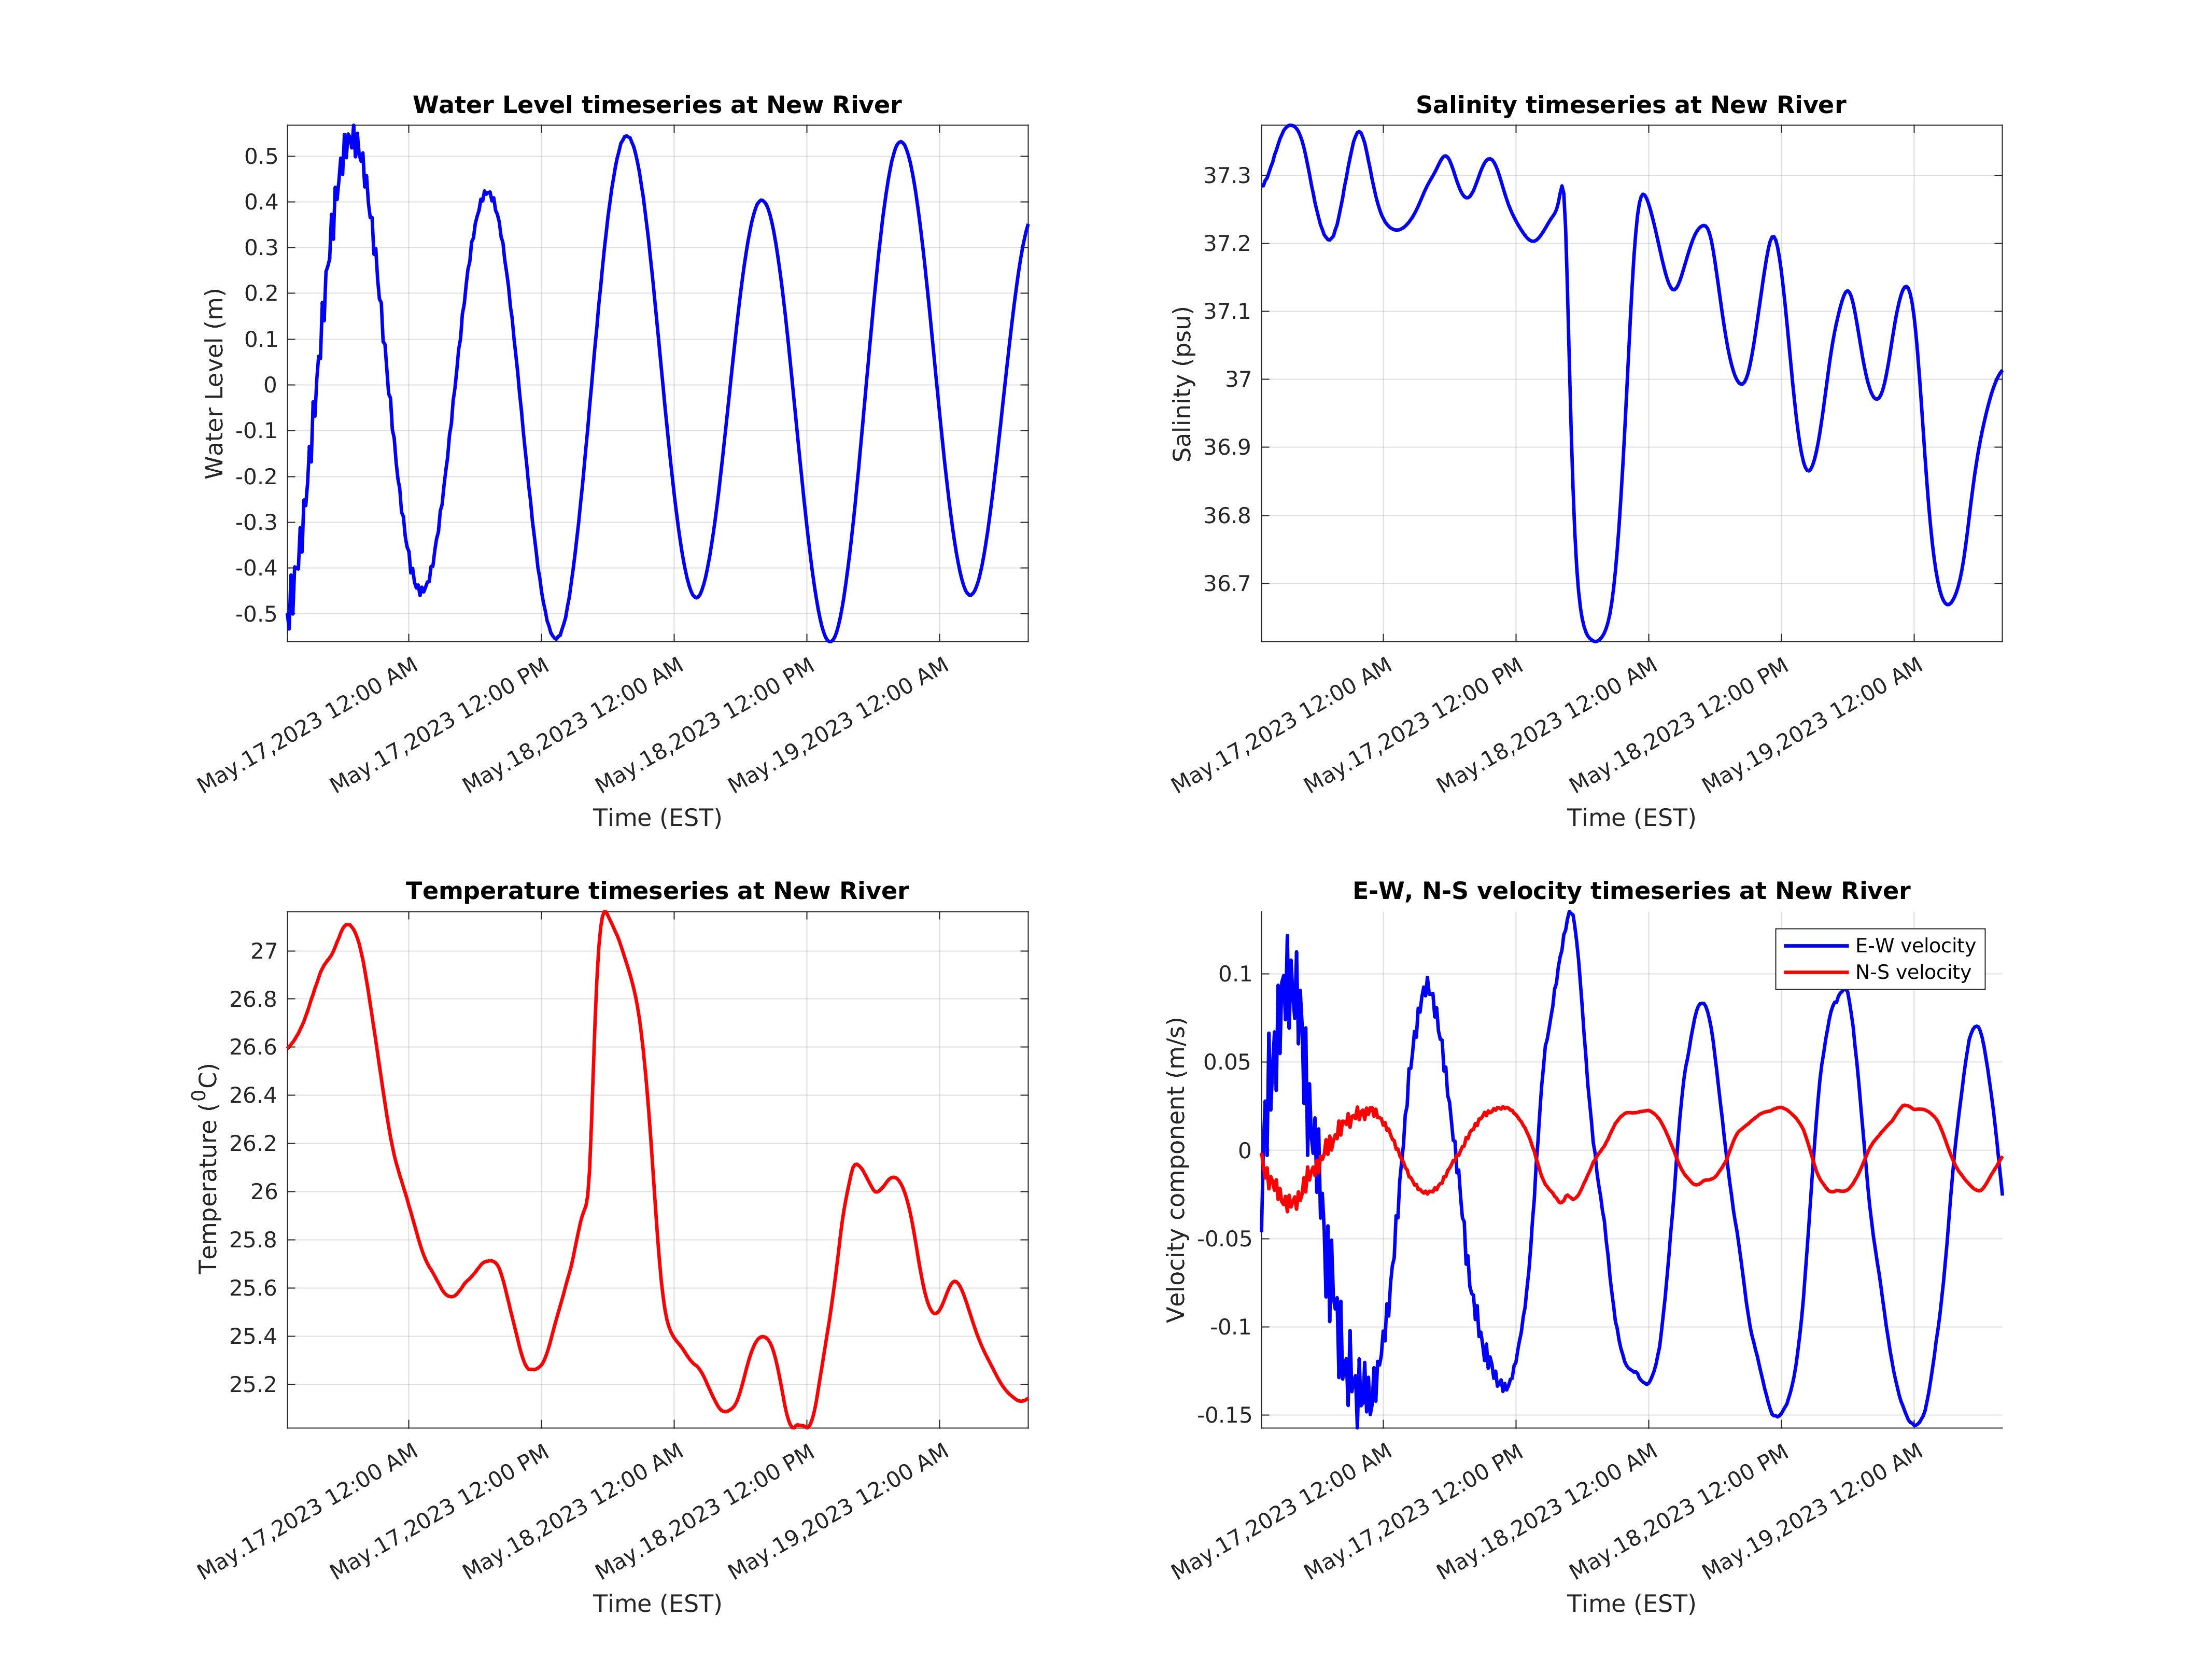 Water Level timeseries at New River
Water Level (m)
0.5
0.4
0.3
0.2
0.1
0
-0.1
-0.2
-0.3
-0.4
-0.5
May.17,2023 12:00 AM
May.17,2023 12:00 PM
May.18,2023 12:00 AM
May.18,2023 12:00 PM
May.19,2023 12:00 AM
Time (EST)
Salinity timeseries at New River
Salinity (psu)
37.3
37.2
37.1
37
36.9
36.8
36.7
May.17,2023 12:00 AM
May.17,2023 12:00 PM
May.18,2023 12:00 AM
May.18,2023 12:00 PM
May.19,2023 12:00 AM
Time (EST)
Temperature timeseries at New River
Temperature (⁰C)
27
26.8
26.6
26.4
26.2
26
25.8
25.6
25.4
25.2
May.17,2023 12:00 AM
May.17,2023 12:00 PM
May.18,2023 12:00 AM
May.18,2023 12:00 PM
May.19,2023 12:00 AM
Time (EST)
E-W, N-S velocity timeseries at New River
E-W velocity
N-S velocity
Velocity component (m/s)
0.1
0.05
0
-0.05
-0.1
-0.15
May.17,2023 12:00 AM
May.17,2023 12:00 PM
May.18,2023 12:00 AM
May.18,2023 12:00 PM
May.19,2023 12:00 AM
Time (EST)